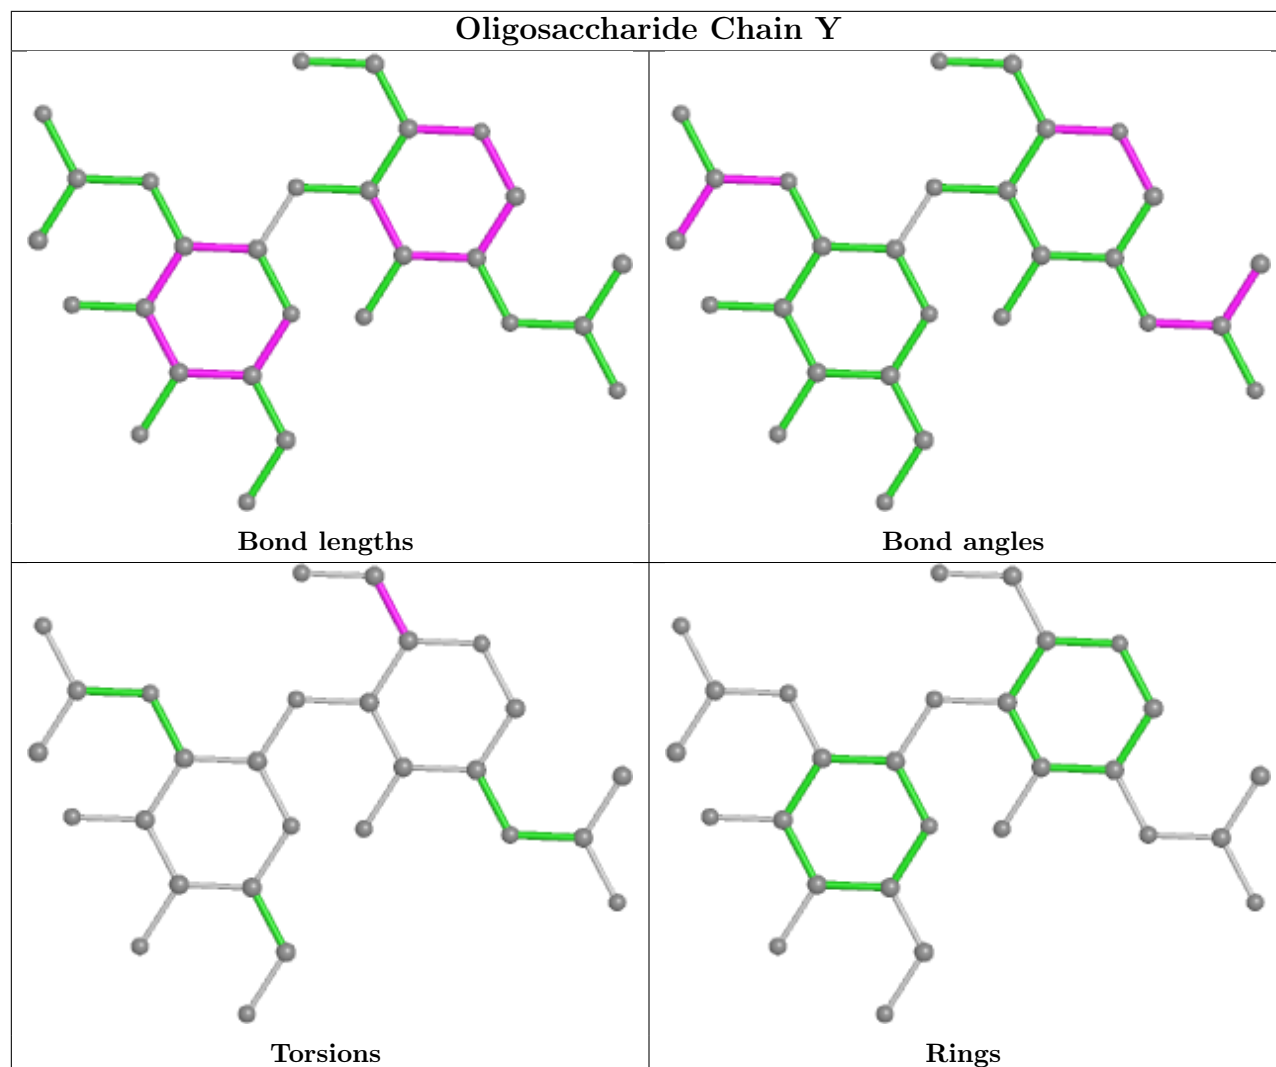 Oligosaccharide Chain Y
Bond lengths
Bond angles
Torsions
Rings